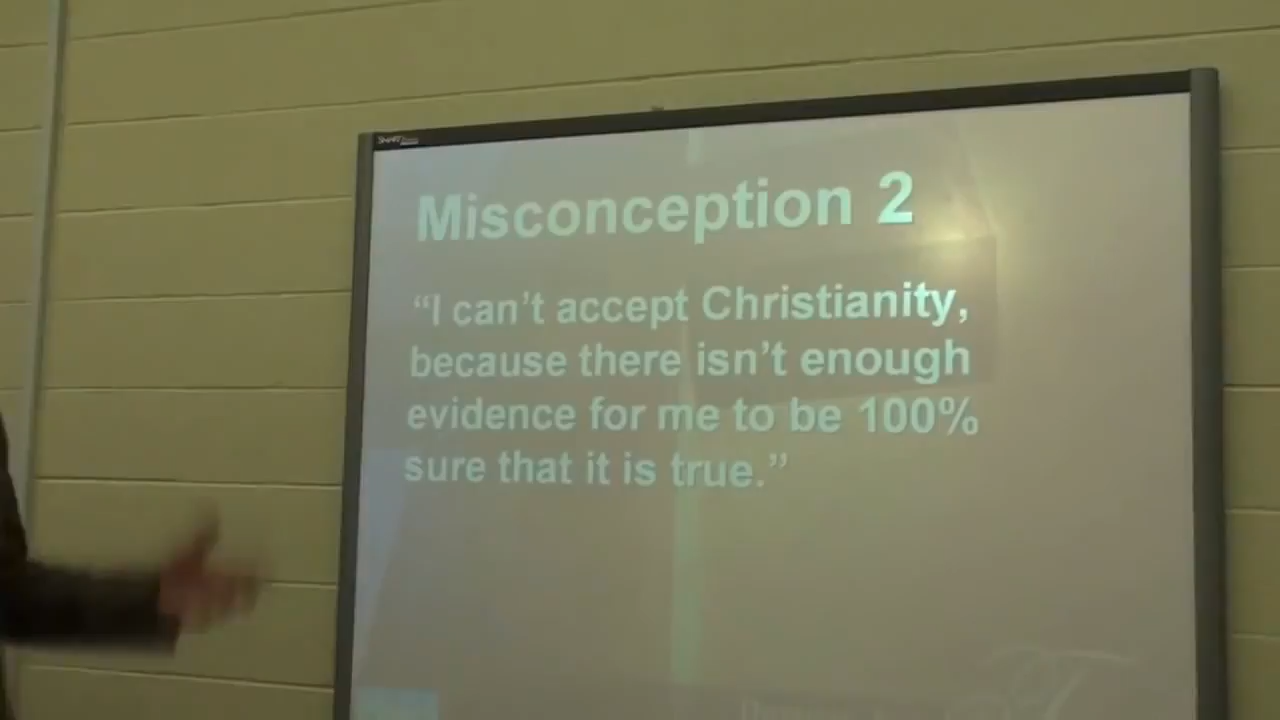 SMART
Misconception 2
“I can’t accept Christianity,
because there isn’t enough
evidence for me to be 100%
sure that it is true.”